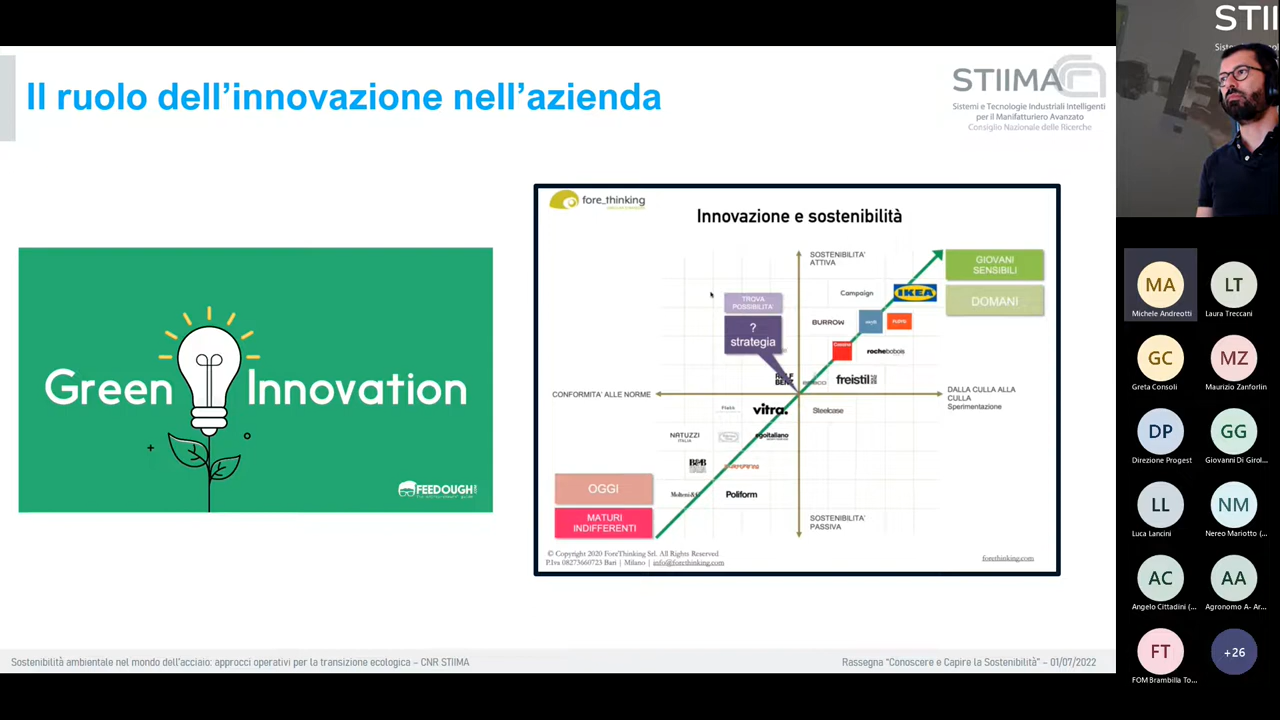 Il ruolo dell'innovazione nell'azienda
STIIMA
Sistemi e Tecnologie Industriali Intelligenti
per il Manifatturiero Avanzato
Consiglio Nazionale delle Ricerche
Green Innovation
FEEDOUGH
fore_thinking
Innovazione e sostenibilità
SOSTENIBILITA'
ATTIVA
GIOVANI
SENSIBILI
DOMANI
TROVA
POSSIBILITA'
?
strategia
Campaign
IKEA
BURROW
rochebobois
freistil
CONFORMITA' ALLE NORME
DALLA CULLA ALLA
CULLA
Sperimentazione
vitra.
Steelcase
NATUZZI
ITALIA
egoitaliano
B&B
Poliform
OGGI
MATURI
INDIFFERENTI
SOSTENIBILITA'
PASSIVA
© Copyright 2020 ForeThinking Srl. All Rights Reserved
P.Iva 08273660723 Bari | Milano | info@forethinking.com
forethinking.com
Sostenibilità ambientale nel mondo dell'acciaio: approcci operativi per la transizione ecologica – CNR STIIMA
Rassegna "Conoscere e Capire la Sostenibilità" – 01/07/2022
STII
MA
Michele Andreotti
LT
Laura Treccani
GC
Greta Consoli
MZ
Maurizio Zanforlin
DP
Direzione Progest
GG
Giovanni Di Girol...
LL
Luca Lancini
NM
Nereo Mariotto (...
AC
Angelo Cittadini (...
AA
Agronomo A- Ar...
FT
FOM Brambilla To...
+26